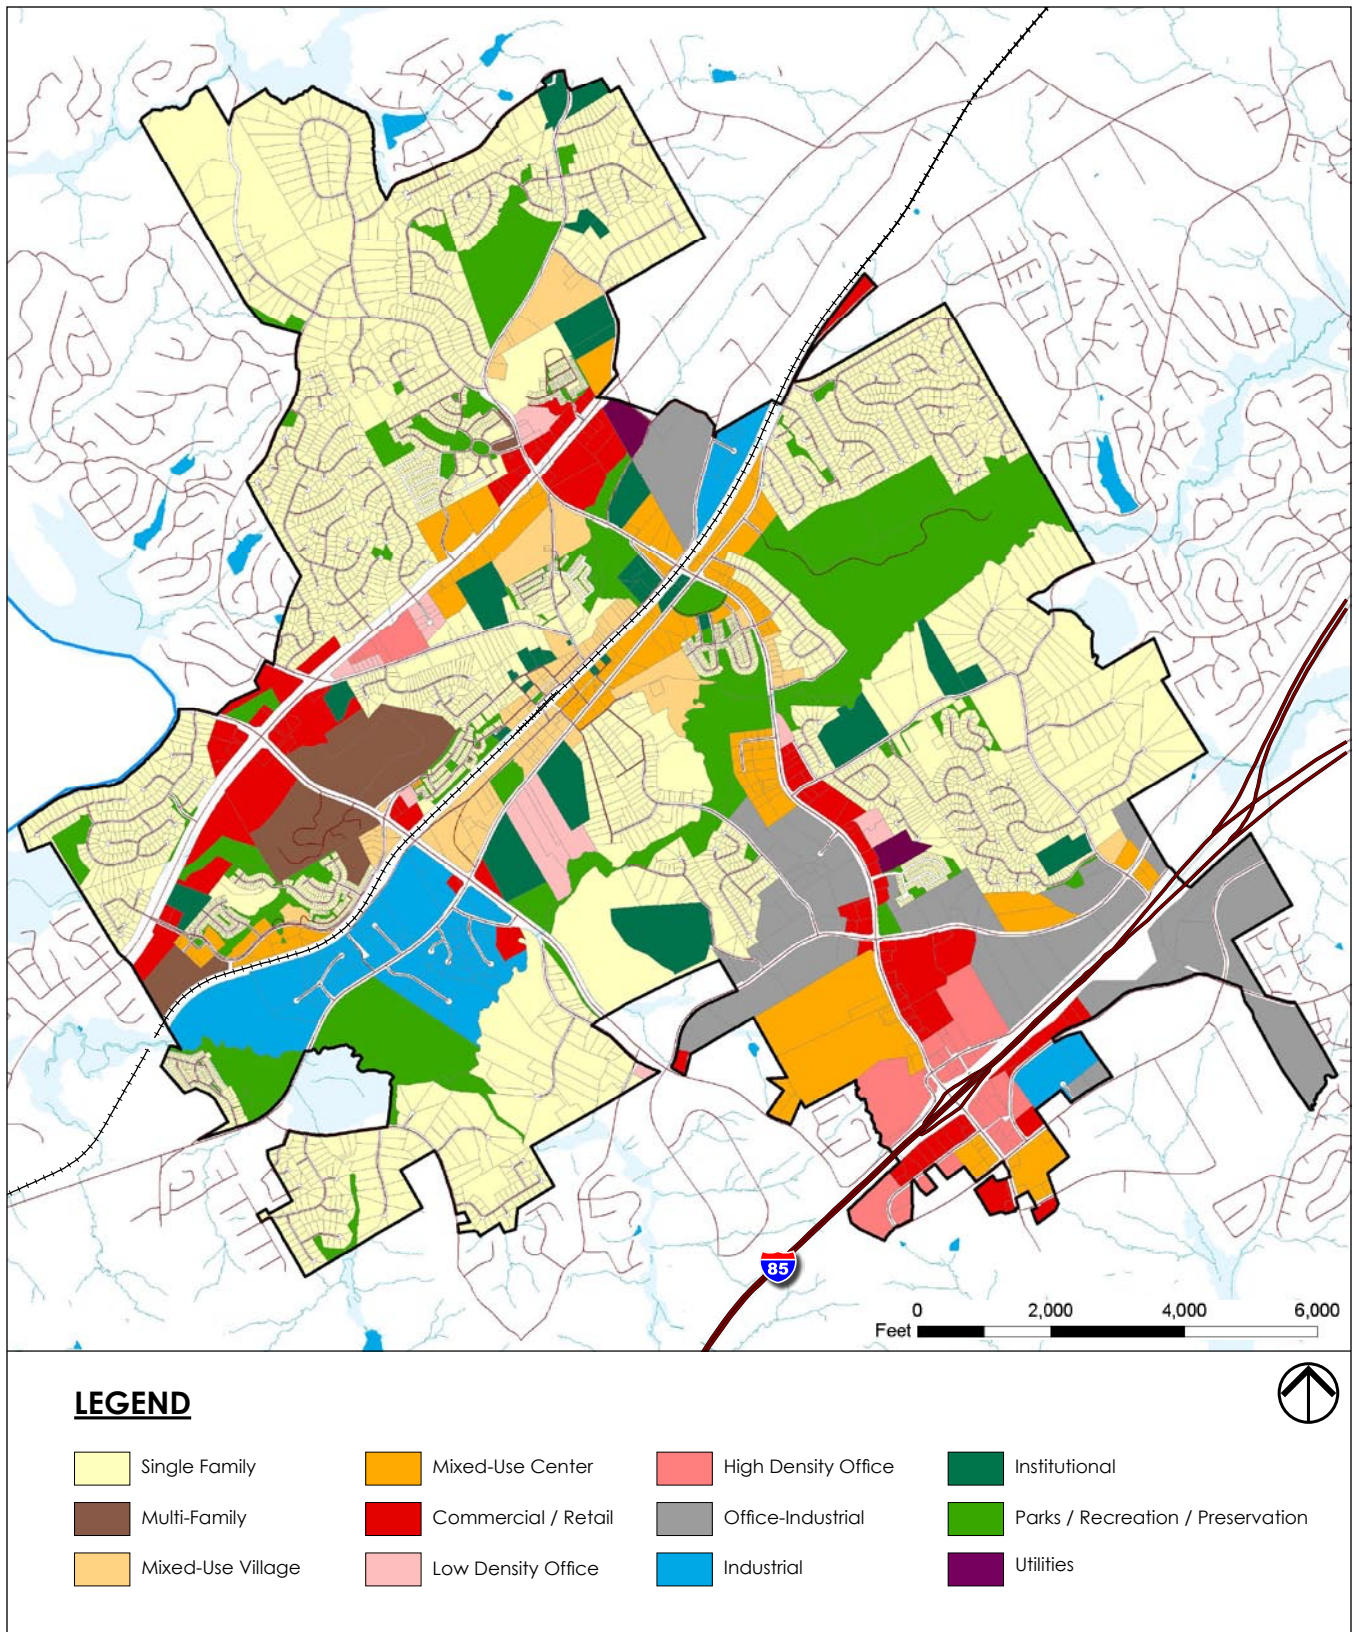 85
0 2,000 4,000 6,000
Feet
LEGEND
Single Family
Mixed-Use Center
High Density Office
Institutional
Multi-Family
Commercial / Retail
Office-Industrial
Parks / Recreation / Preservation
Mixed-Use Village
Low Density Office
Industrial
Utilities